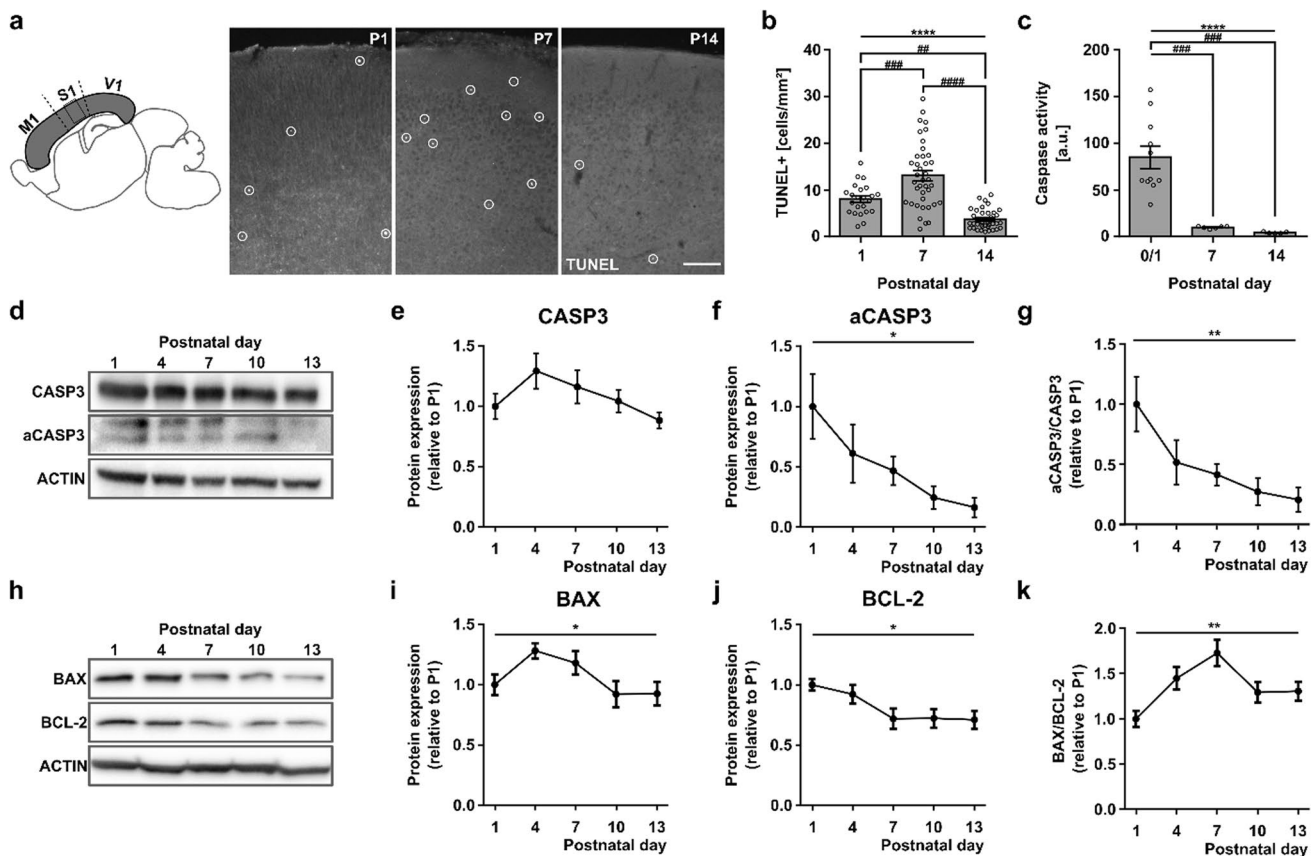 a
M1
S1
V1
P1
P7
P14
TUNEL
b
TUNEL+ [cells/mm²]
40
30
20
10
0
****
##
###
####
1 7 14
Postnatal day
c
Caspase activity
[a.u.]
200
150
100
50
0
****
###
###
0/1 7 14
Postnatal day
d
Postnatal day
1 4 7 10 13
CASP3
aCASP3
ACTIN
e
CASP3
Protein expression
(relative to P1)
1.5
1.0
0.5
0.0
1 4 7 10 13
Postnatal day
f
aCASP3
Protein expression
(relative to P1)
1.5
1.0
0.5
0.0
*
1 4 7 10 13
Postnatal day
g
aCASP3/CASP3
(relative to P1)
1.5
1.0
0.5
0.0
**
1 4 7 10 13
Postnatal day
h
Postnatal day
1 4 7 10 13
BAX
BCL-2
ACTIN
i
BAX
Protein expression
(relative to P1)
1.5
1.0
0.5
0.0
*
1 4 7 10 13
Postnatal day
j
BCL-2
Protein expression
(relative to P1)
1.5
1.0
0.5
0.0
*
1 4 7 10 13
Postnatal day
k
BAX/BCL-2
(relative to P1)
2.0
1.5
1.0
0.5
0.0
**
1 4 7 10 13
Postnatal day